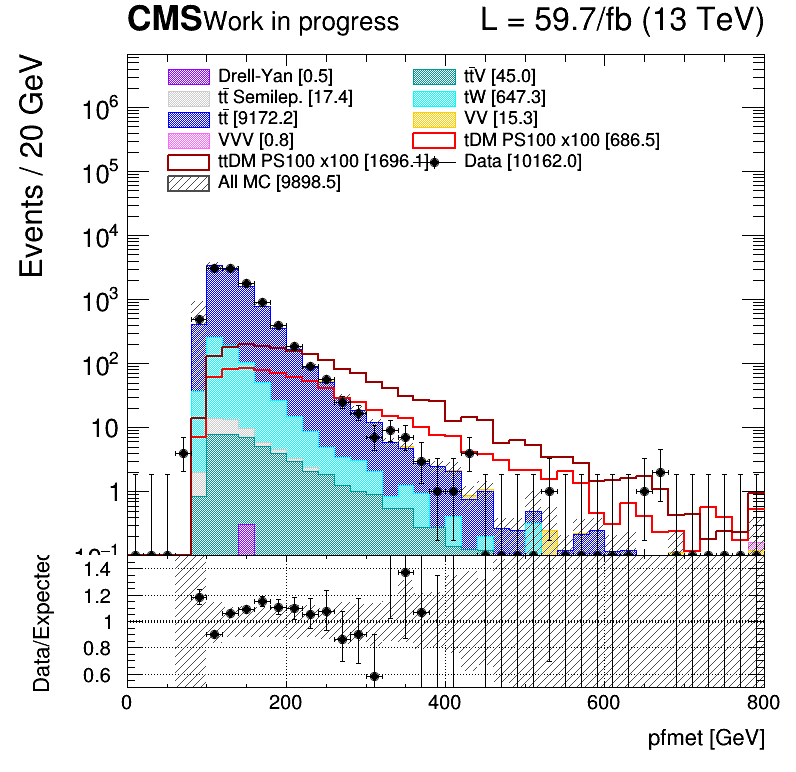 CMS Work in progress L = 59.7/fb (13 TeV)
Events / 20 GeV
Drell-Yan [0.5]
tt̄V [45.0]
tt̄ Semilep. [17.4]
tW [647.3]
tt̄ [9172.2]
VV [15.3]
VVV [0.8]
tDM PS100 x100 [686.5]
ttDM PS100 x100 [1696.1]
Data [10162.0]
All MC [9898.5]
10⁶
10⁵
10⁴
10³
10²
10
1
10⁻¹
Data/Expected
1.4
1.2
1
0.8
0.6
0 200 400 600 800
pfmet [GeV]